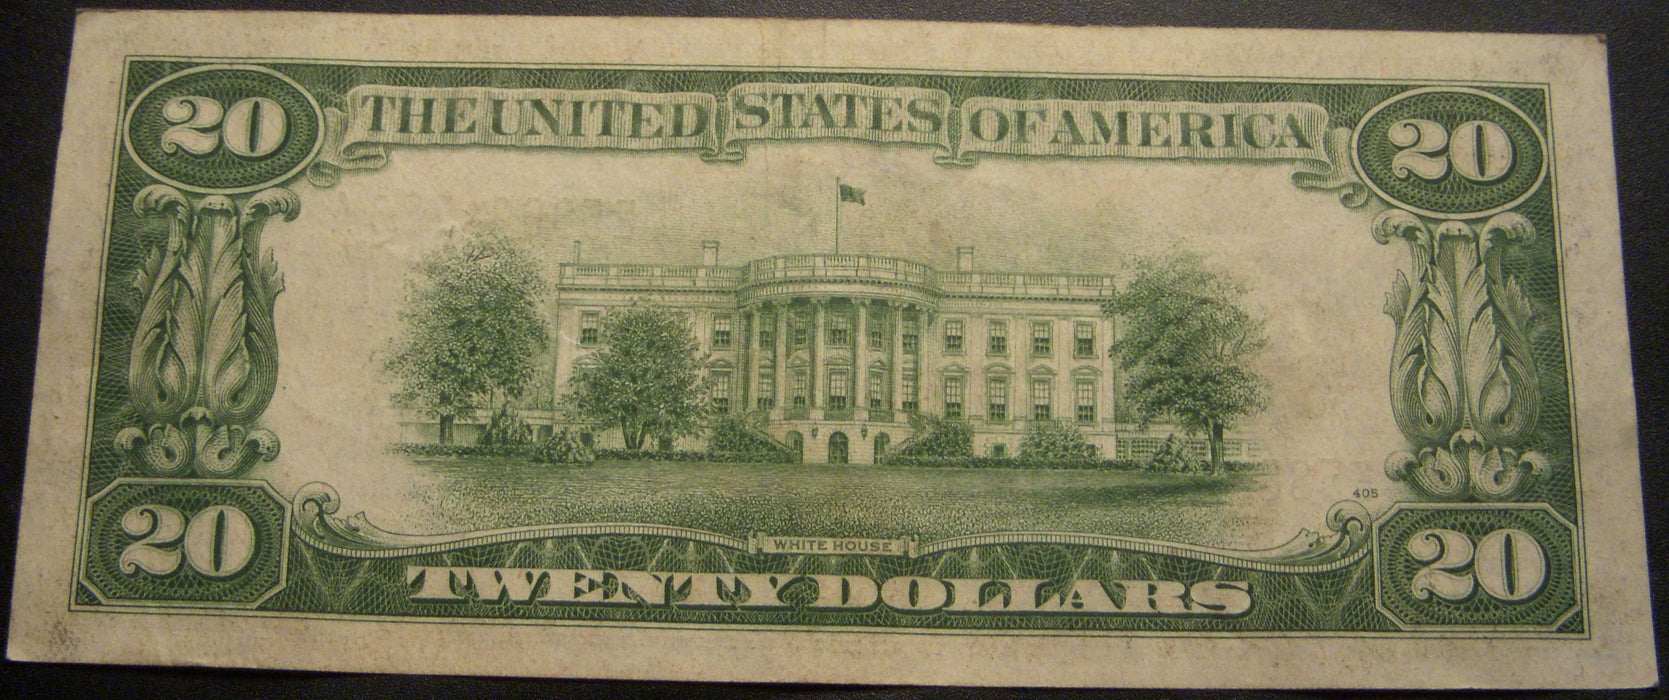 20 THE UNITED STATES OF AMERICA 20
405
20 WHITE HOUSE 20
TWENTY DOLLARS